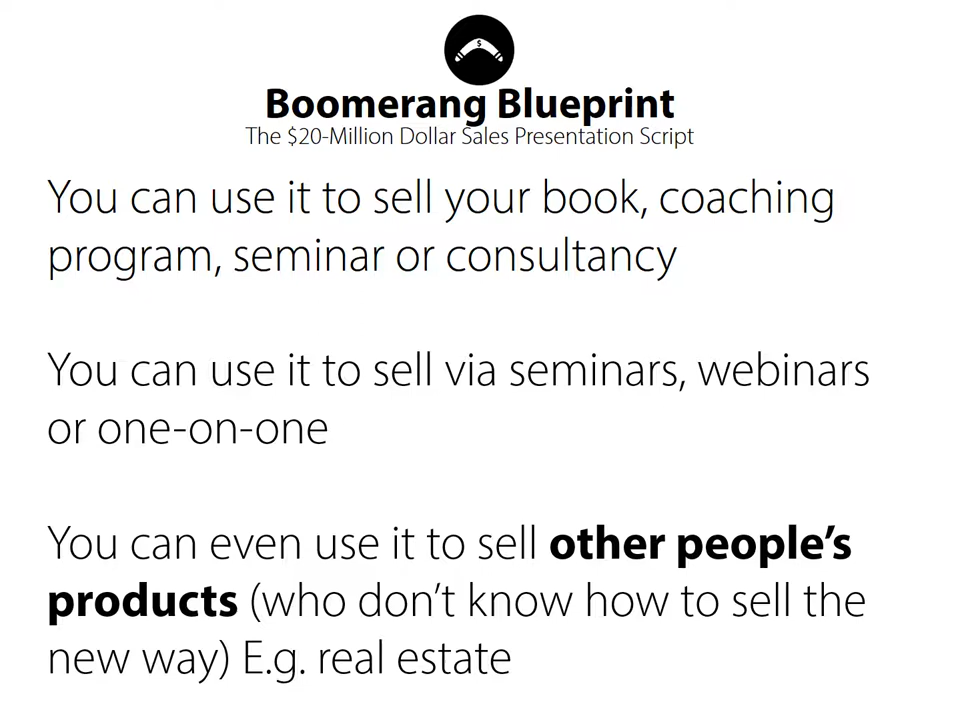 $
Boomerang Blueprint
The $20-Million Dollar Sales Presentation Script
You can use it to sell your book, coaching
program, seminar or consultancy
You can use it to sell via seminars, webinars
or one-on-one
You can even use it to sell other people’s
products (who don’t know how to sell the
new way) E.g. real estate